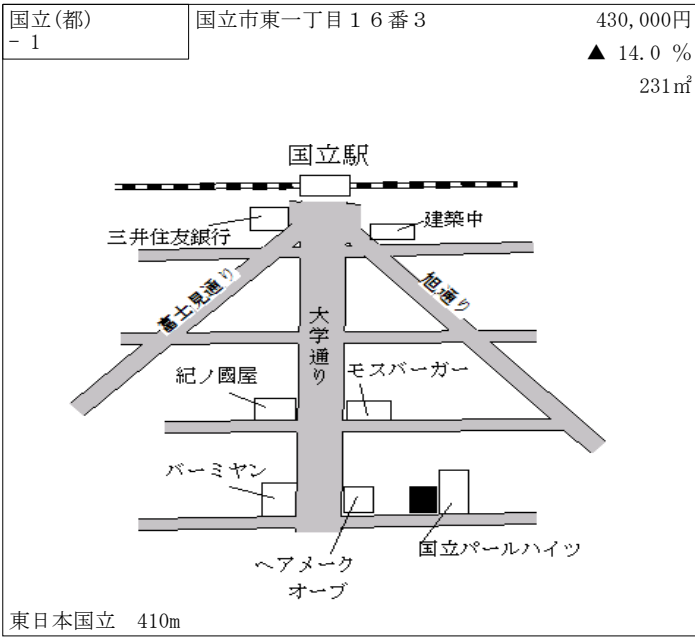 国立(都)
- 1
国立市東一丁目１６番３
430,000円
▲ 14.0 %
231㎡
国立駅
三井住友銀行
建築中
富士見通り
旭通り
大学通り
紀ノ國屋
モスバーガー
バーミヤン
国立パールハイツ
ヘアメーク
オーブ
東日本国立　410m